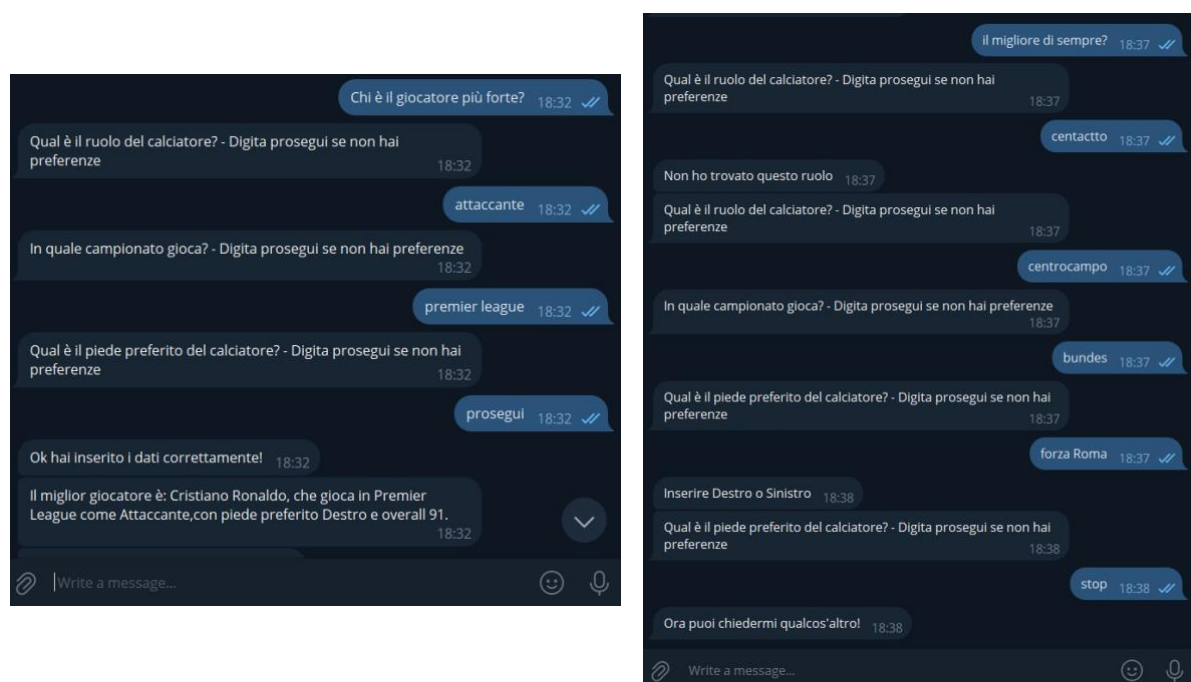 Chi è il giocatore più forte? 18:32
Qual è il ruolo del calciatore? - Digita prosegui se non hai
preferenze 18:32
attaccante 18:32
In quale campionato gioca? - Digita prosegui se non hai preferenze
18:32
premier league 18:32
Qual è il piede preferito del calciatore? - Digita prosegui se non hai
preferenze 18:32
prosegui 18:32
Ok hai inserito i dati correttamente! 18:32
Il miglior giocatore è: Cristiano Ronaldo, che gioca in Premier
League come Attaccante,con piede preferito Destro e overall 91.
18:32
Write a message...
il migliore di sempre? 18:37
Qual è il ruolo del calciatore? - Digita prosegui se non hai
preferenze 18:37
centactto 18:37
Non ho trovato questo ruolo 18:37
Qual è il ruolo del calciatore? - Digita prosegui se non hai
preferenze 18:37
centrocampo 18:37
In quale campionato gioca? - Digita prosegui se non hai preferenze
18:37
bundes 18:37
Qual è il piede preferito del calciatore? - Digita prosegui se non hai
preferenze 18:37
forza Roma 18:37
Inserire Destro o Sinistro 18:38
Qual è il piede preferito del calciatore? - Digita prosegui se non hai
preferenze 18:38
stop 18:38
Ora puoi chiedermi qualcos'altro! 18:38
Write a message...